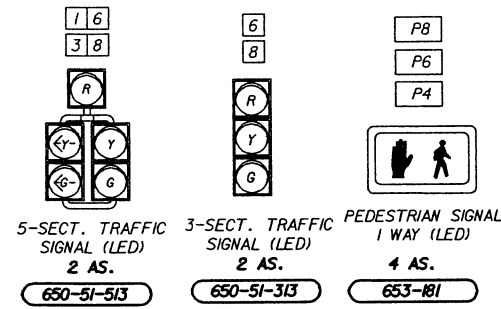 1 6
3 8
R
<Y- Y
<G- G
5-SECT. TRAFFIC
SIGNAL (LED)
2 AS.
650-51-513
6
8
R
Y
G
3-SECT. TRAFFIC
SIGNAL (LED)
2 AS.
650-51-313
P8
P6
P4
PEDESTRIAN SIGNAL
1 WAY (LED)
4 AS.
653-181